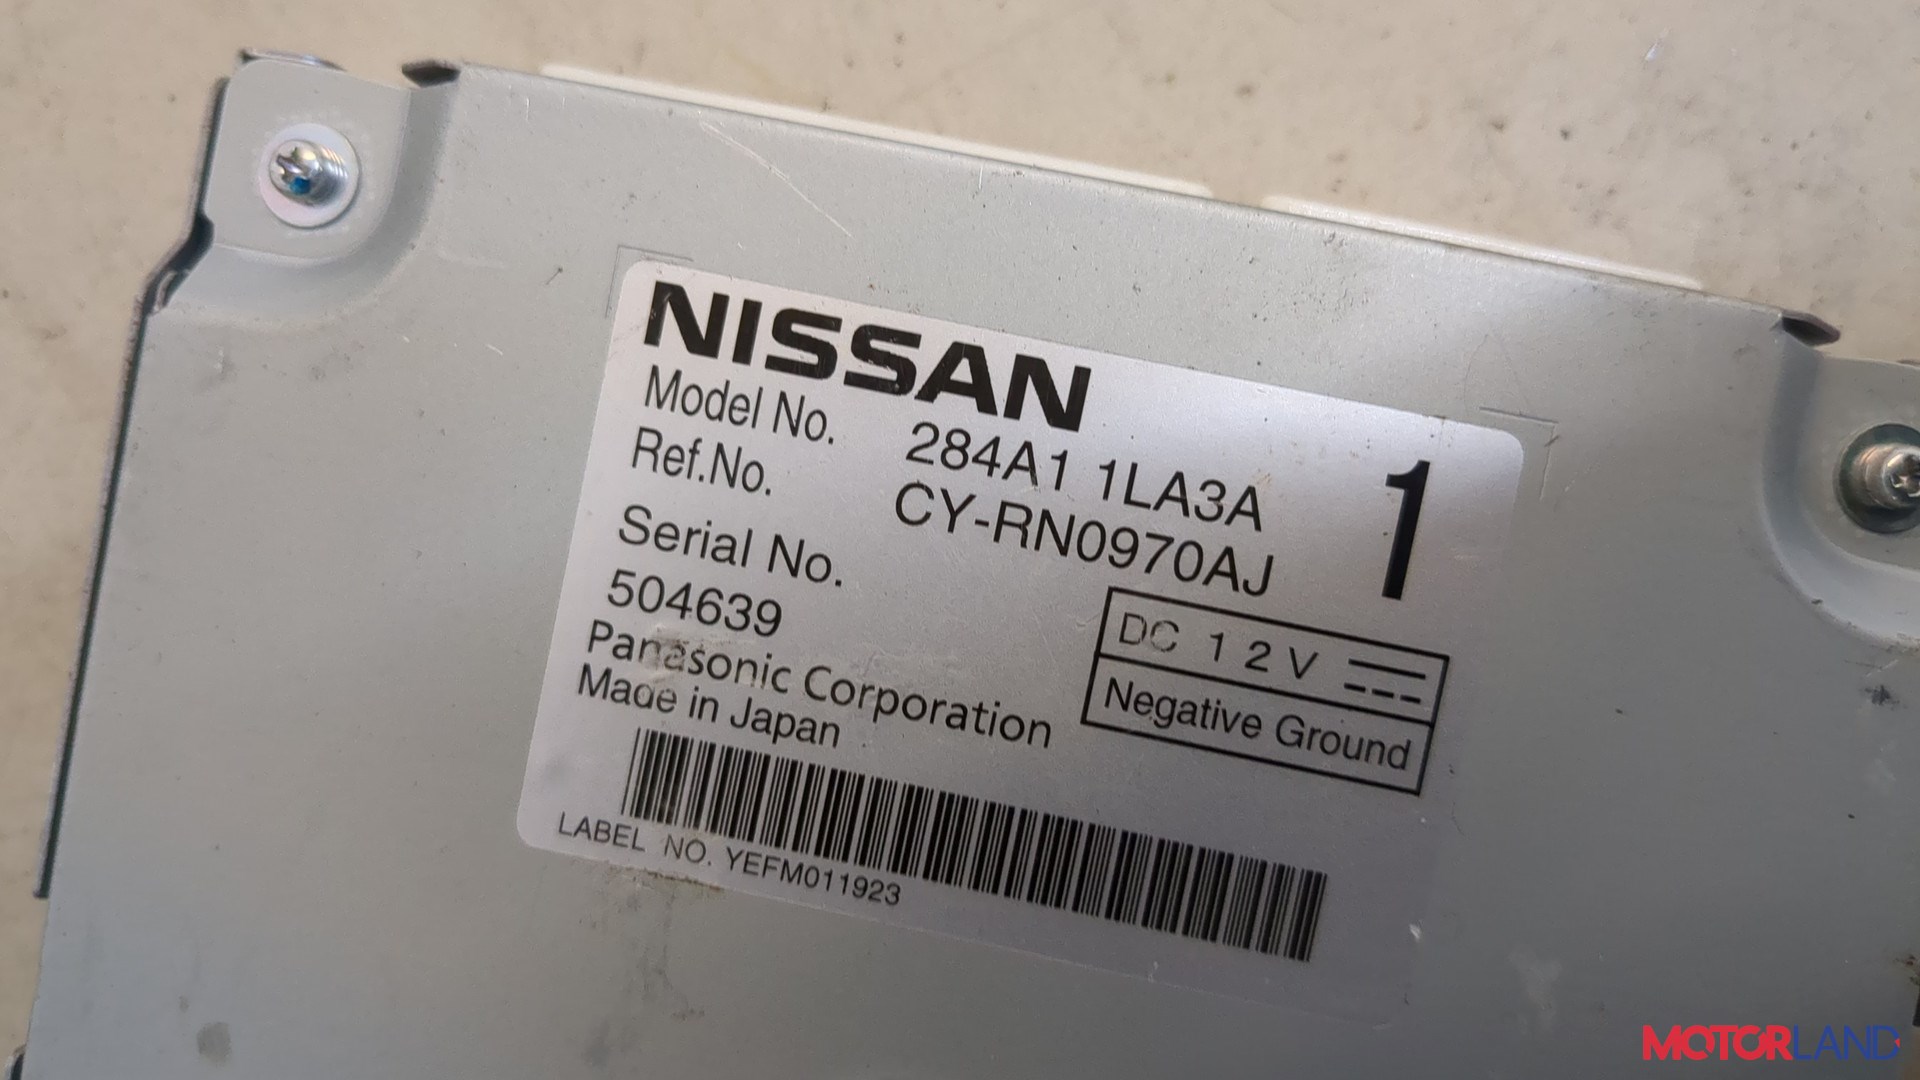 NISSAN
Model No. 284A1 1LA3A 1
Ref.No. CY-RN0970AJ
Serial No.
504639
DC 12V
Panasonic Corporation
Negative Ground
Made in Japan
LABEL NO. YEFM011923
MOTORLAND